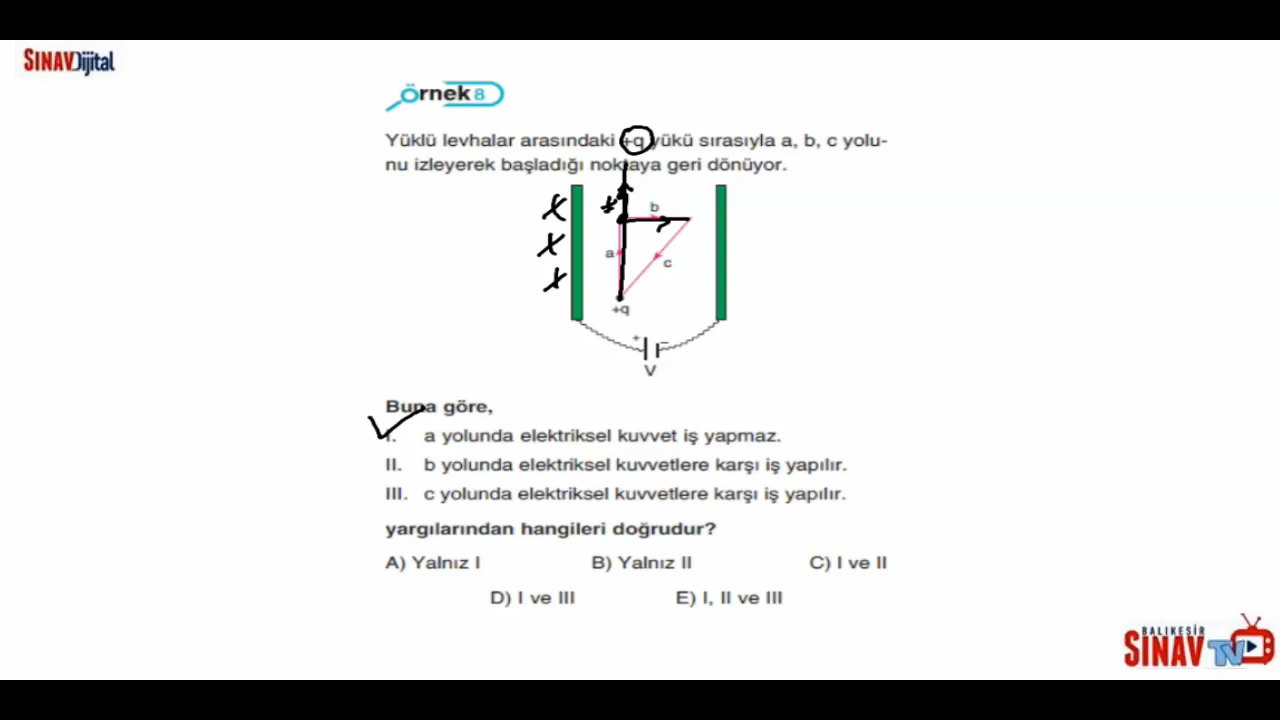 SINAV Dijital
örnek 8
Yüklü levhalar arasındaki +q yükü sırasıyla a, b, c yolu-
nu izleyerek başladığı noktaya geri dönüyor.
b
a
c
+q
+ −
V
Buna göre,
I. a yolunda elektriksel kuvvet iş yapmaz.
II. b yolunda elektriksel kuvvetlere karşı iş yapılır.
III. c yolunda elektriksel kuvvetlere karşı iş yapılır.
yargılarından hangileri doğrudur?
A) Yalnız I B) Yalnız II C) I ve II
D) I ve III E) I, II ve III
BALIKESİR
SINAV TV